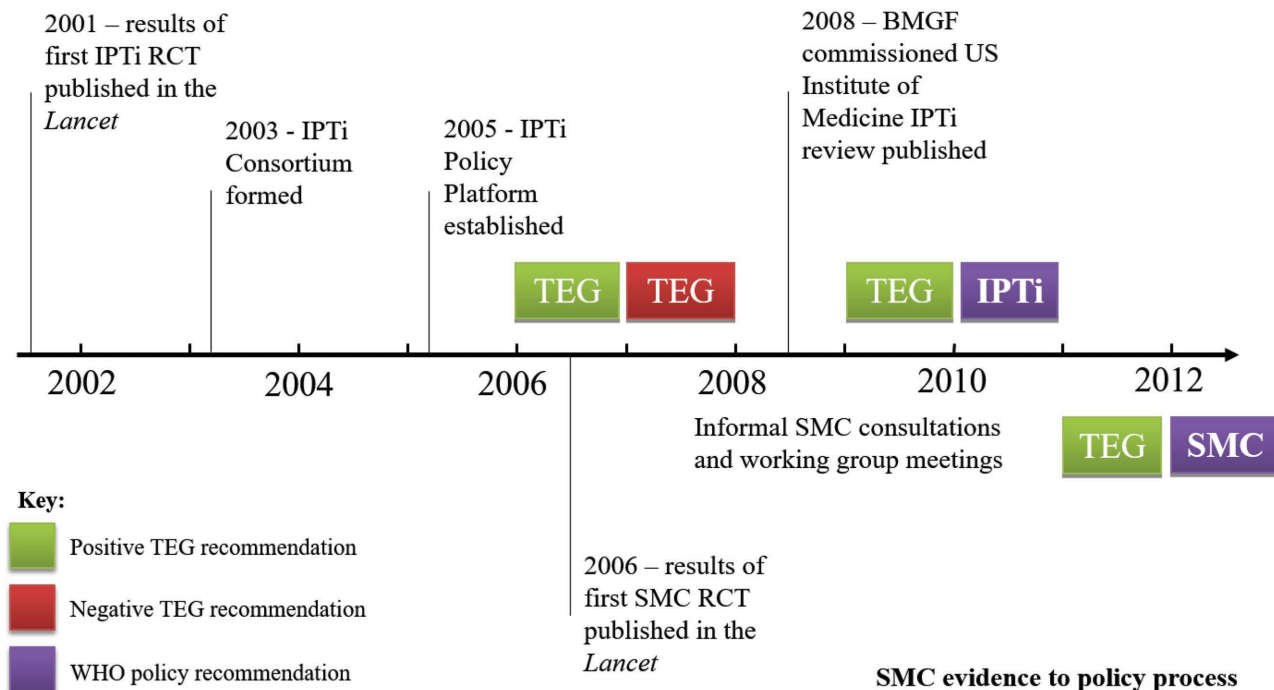 2001 – results of
first IPTi RCT
published in the
Lancet
2003 - IPTi
Consortium
formed
2005 - IPTi
Policy
Platform
established
2008 – BMGF
commissioned US
Institute of
Medicine IPTi
review published
TEG
TEG
TEG
IPTi
2002
2004
2006
2008
2010
2012
Informal SMC consultations
and working group meetings
TEG
SMC
Key:
Positive TEG recommendation
Negative TEG recommendation
WHO policy recommendation
2006 – results of
first SMC RCT
published in the
Lancet
SMC evidence to policy process